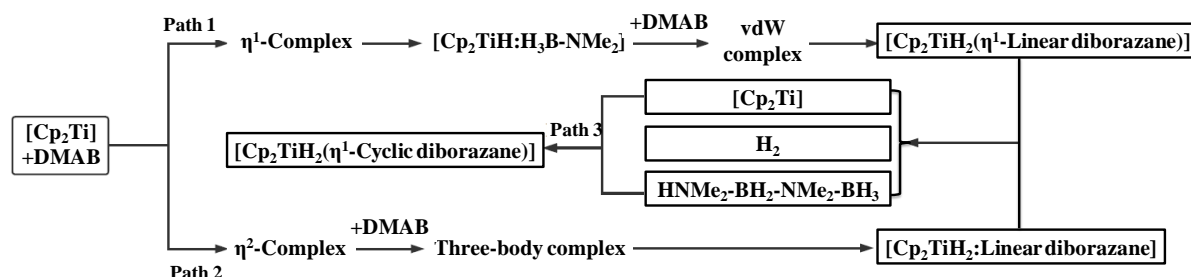 Path 1
η¹-Complex
[Cp₂TiH:H₃B-NMe₂]
+DMAB
vdW
complex
[Cp₂TiH₂(η¹-Linear diborazane)]
[Cp₂Ti]
+DMAB
[Cp₂TiH₂(η¹-Cyclic diborazane)]
Path 3
[Cp₂Ti]
H₂
HNMe₂-BH₂-NMe₂-BH₃
Path 2
η²-Complex
+DMAB
Three-body complex
[Cp₂TiH₂:Linear diborazane]